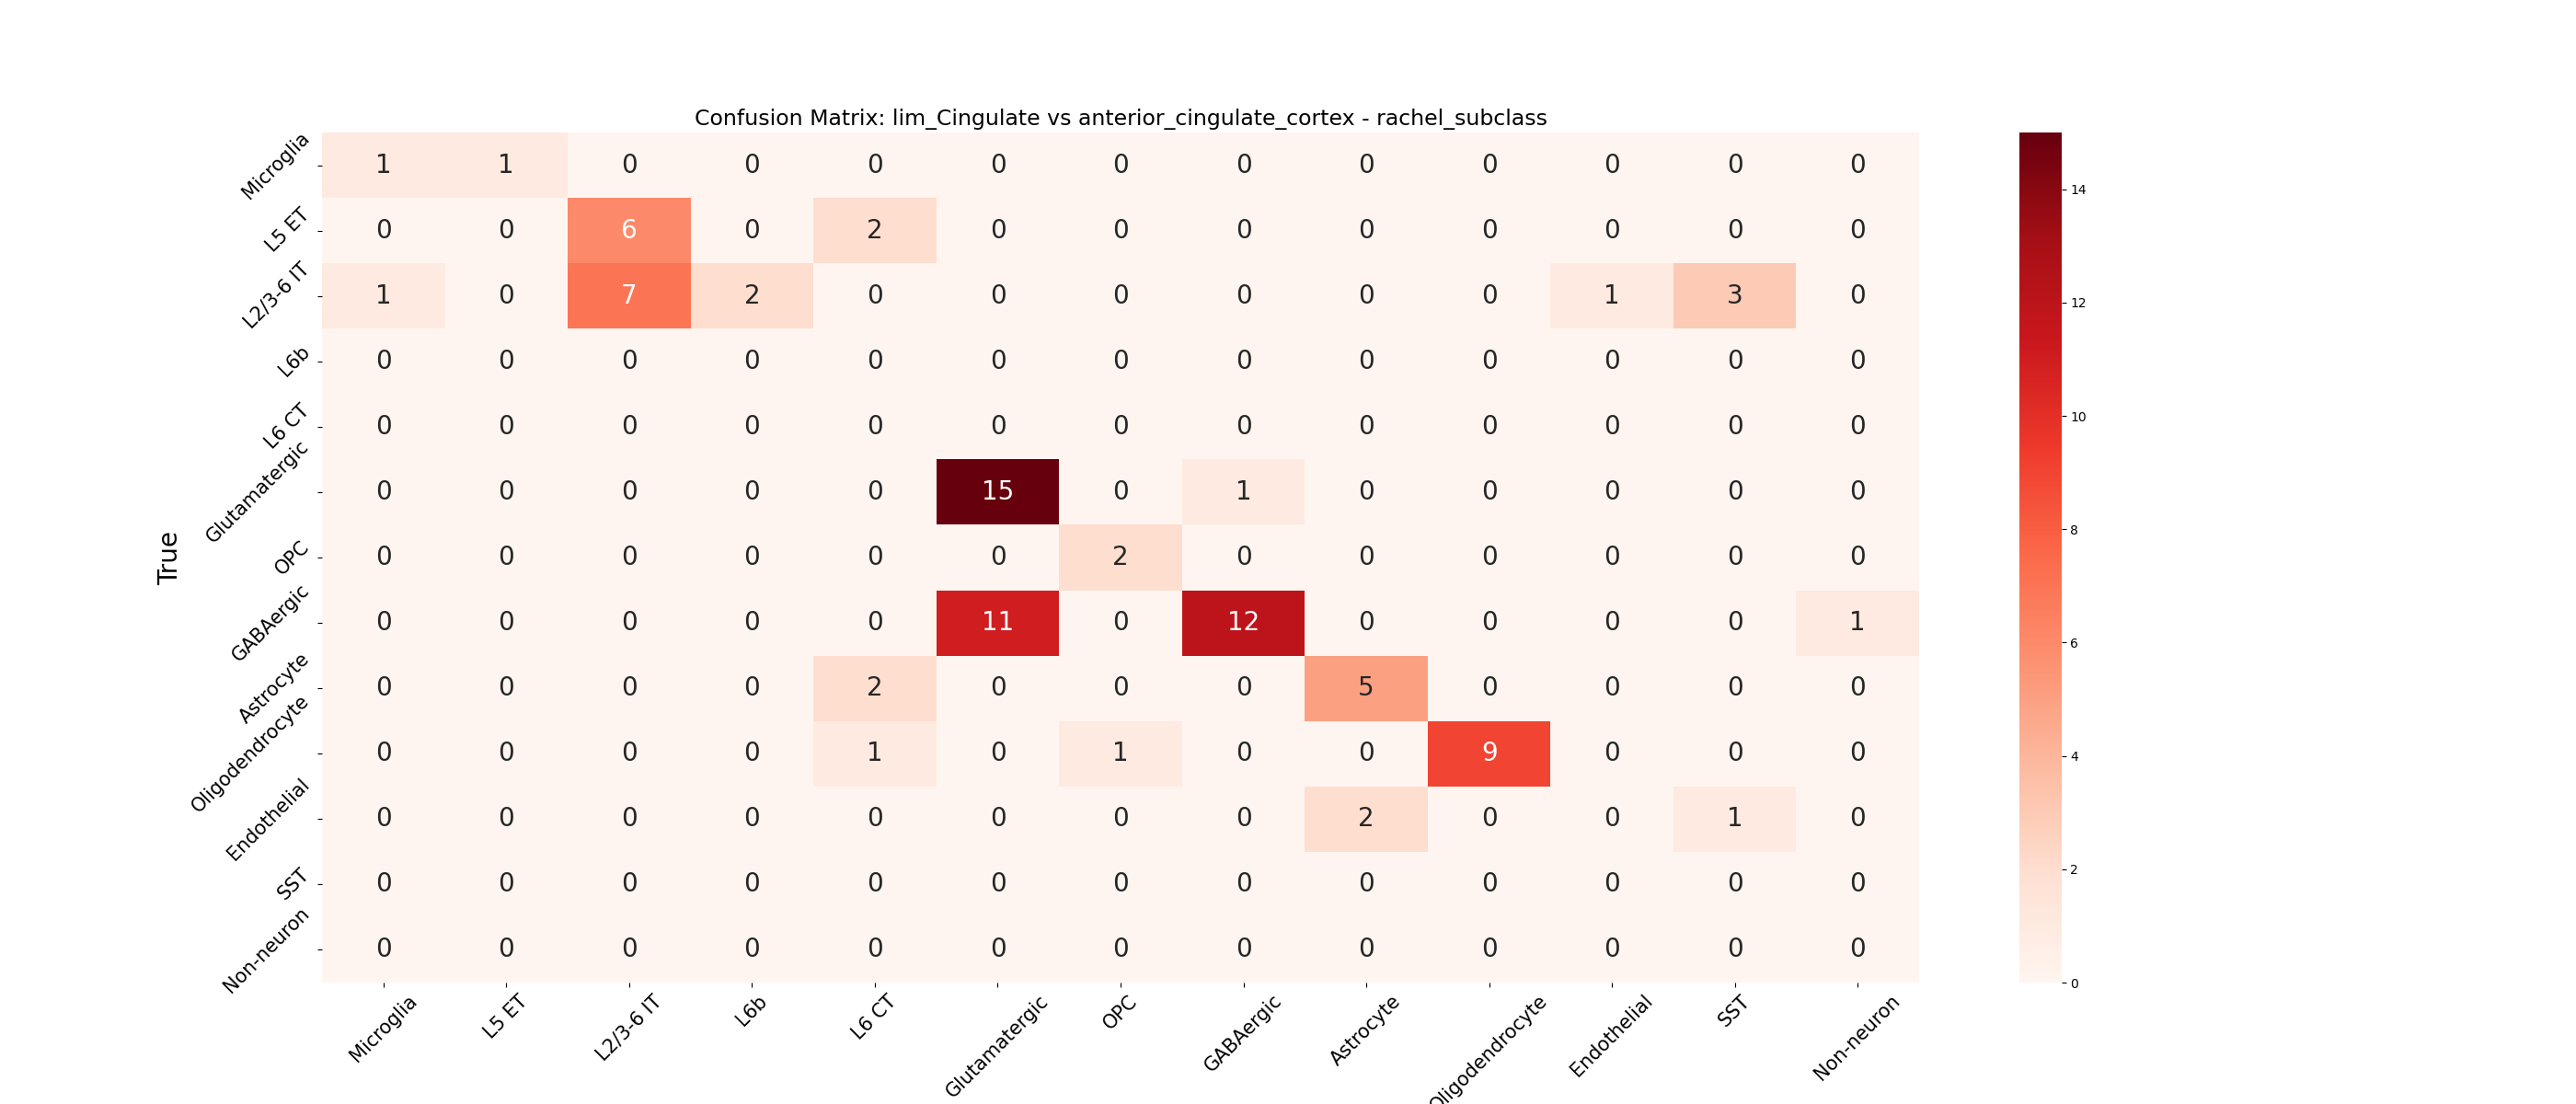 Confusion Matrix: lim_Cingulate vs anterior_cingulate_cortex - rachel_subclass
True
Microglia 1 1 0 0 0 0 0 0 0 0 0 0 0
L5 ET 0 0 6 0 2 0 0 0 0 0 0 0 0
L2/3-6 IT 1 0 7 2 0 0 0 0 0 0 1 3 0
L6b 0 0 0 0 0 0 0 0 0 0 0 0 0
L6 CT 0 0 0 0 0 0 0 0 0 0 0 0 0
Glutamatergic 0 0 0 0 0 15 0 1 0 0 0 0 0
OPC 0 0 0 0 0 0 2 0 0 0 0 0 0
GABAergic 0 0 0 0 0 11 0 12 0 0 0 0 1
Astrocyte 0 0 0 0 2 0 0 0 5 0 0 0 0
Oligodendrocyte 0 0 0 0 1 0 1 0 0 9 0 0 0
Endothelial 0 0 0 0 0 0 0 0 2 0 0 1 0
SST 0 0 0 0 0 0 0 0 0 0 0 0 0
Non-neuron 0 0 0 0 0 0 0 0 0 0 0 0 0
Microglia L5 ET L2/3-6 IT L6b L6 CT Glutamatergic OPC GABAergic Astrocyte Oligodendrocyte Endothelial SST Non-neuron
14
12
10
8
6
4
2
0